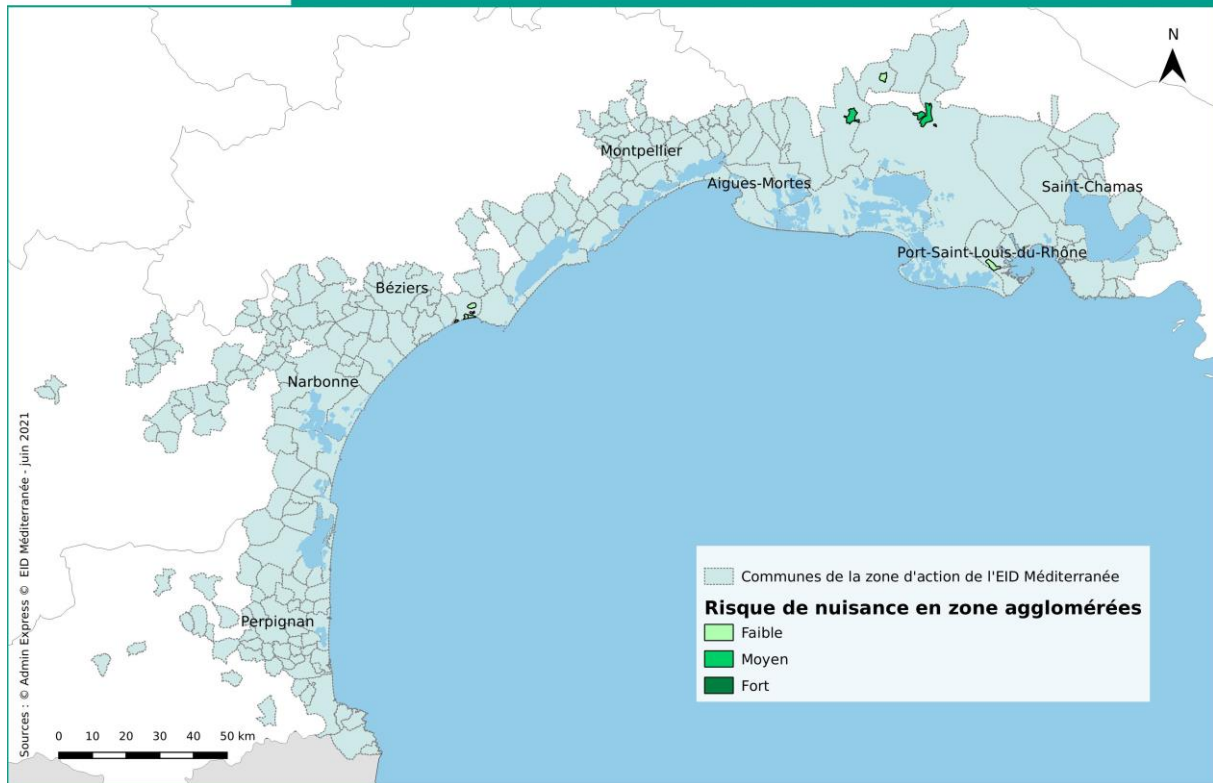 N
Montpellier
Aigues-Mortes
Saint-Chamas
Port-Saint-Louis-du-Rhône
Béziers
Narbonne
Perpignan
Communes de la zone d'action de l'EID Méditerranée
Risque de nuisance en zone agglomérées
Faible
Moyen
Fort
0 10 20 30 40 50 km
Sources : © Admin Express © EID Méditerranée - juin 2021